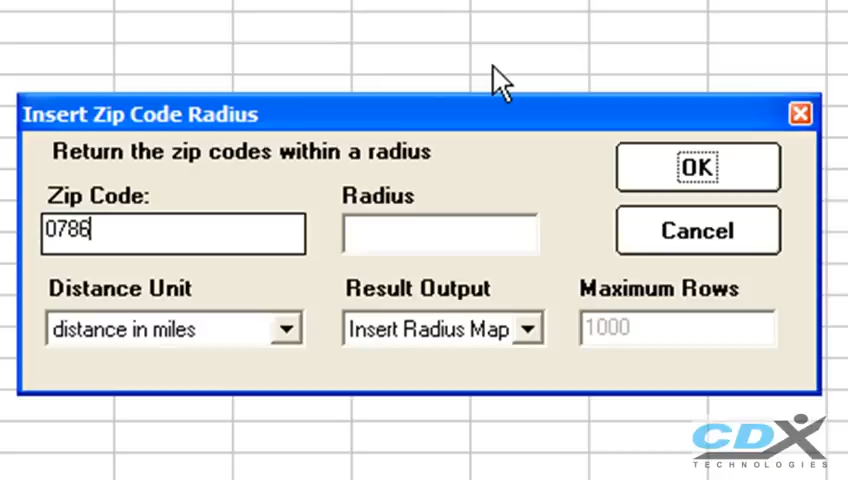 Insert Zip Code Radius
Return the zip codes within a radius
OK
Zip Code:
Radius
0786
Cancel
Distance Unit
Result Output
Maximum Rows
distance in miles
Insert Radius Map
1000
CDX
TECHNOLOGIES